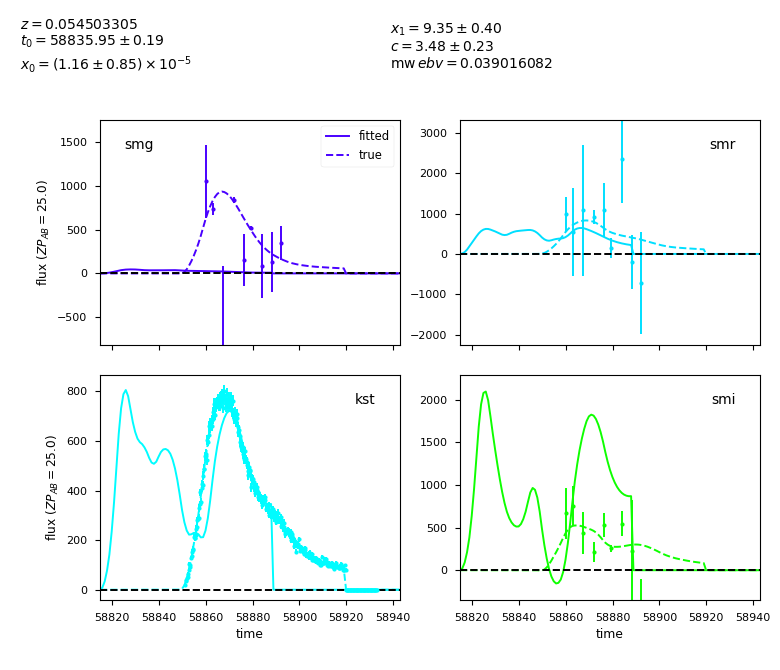 z = 0.054503305
t₀ = 58835.95 ± 0.19
x₀ = (1.16 ± 0.85) × 10⁻⁵
x₁ = 9.35 ± 0.40
c = 3.48 ± 0.23
mw ebv = 0.039016082
smg
fitted
true
1500
1000
500
0
−500
flux (ZP_AB = 25.0)
smr
3000
2000
1000
0
−1000
−2000
kst
800
600
400
200
0
flux (ZP_AB = 25.0)
58820 58840 58860 58880 58900 58920 58940
time
smi
2000
1500
1000
500
0
58820 58840 58860 58880 58900 58920 58940
time